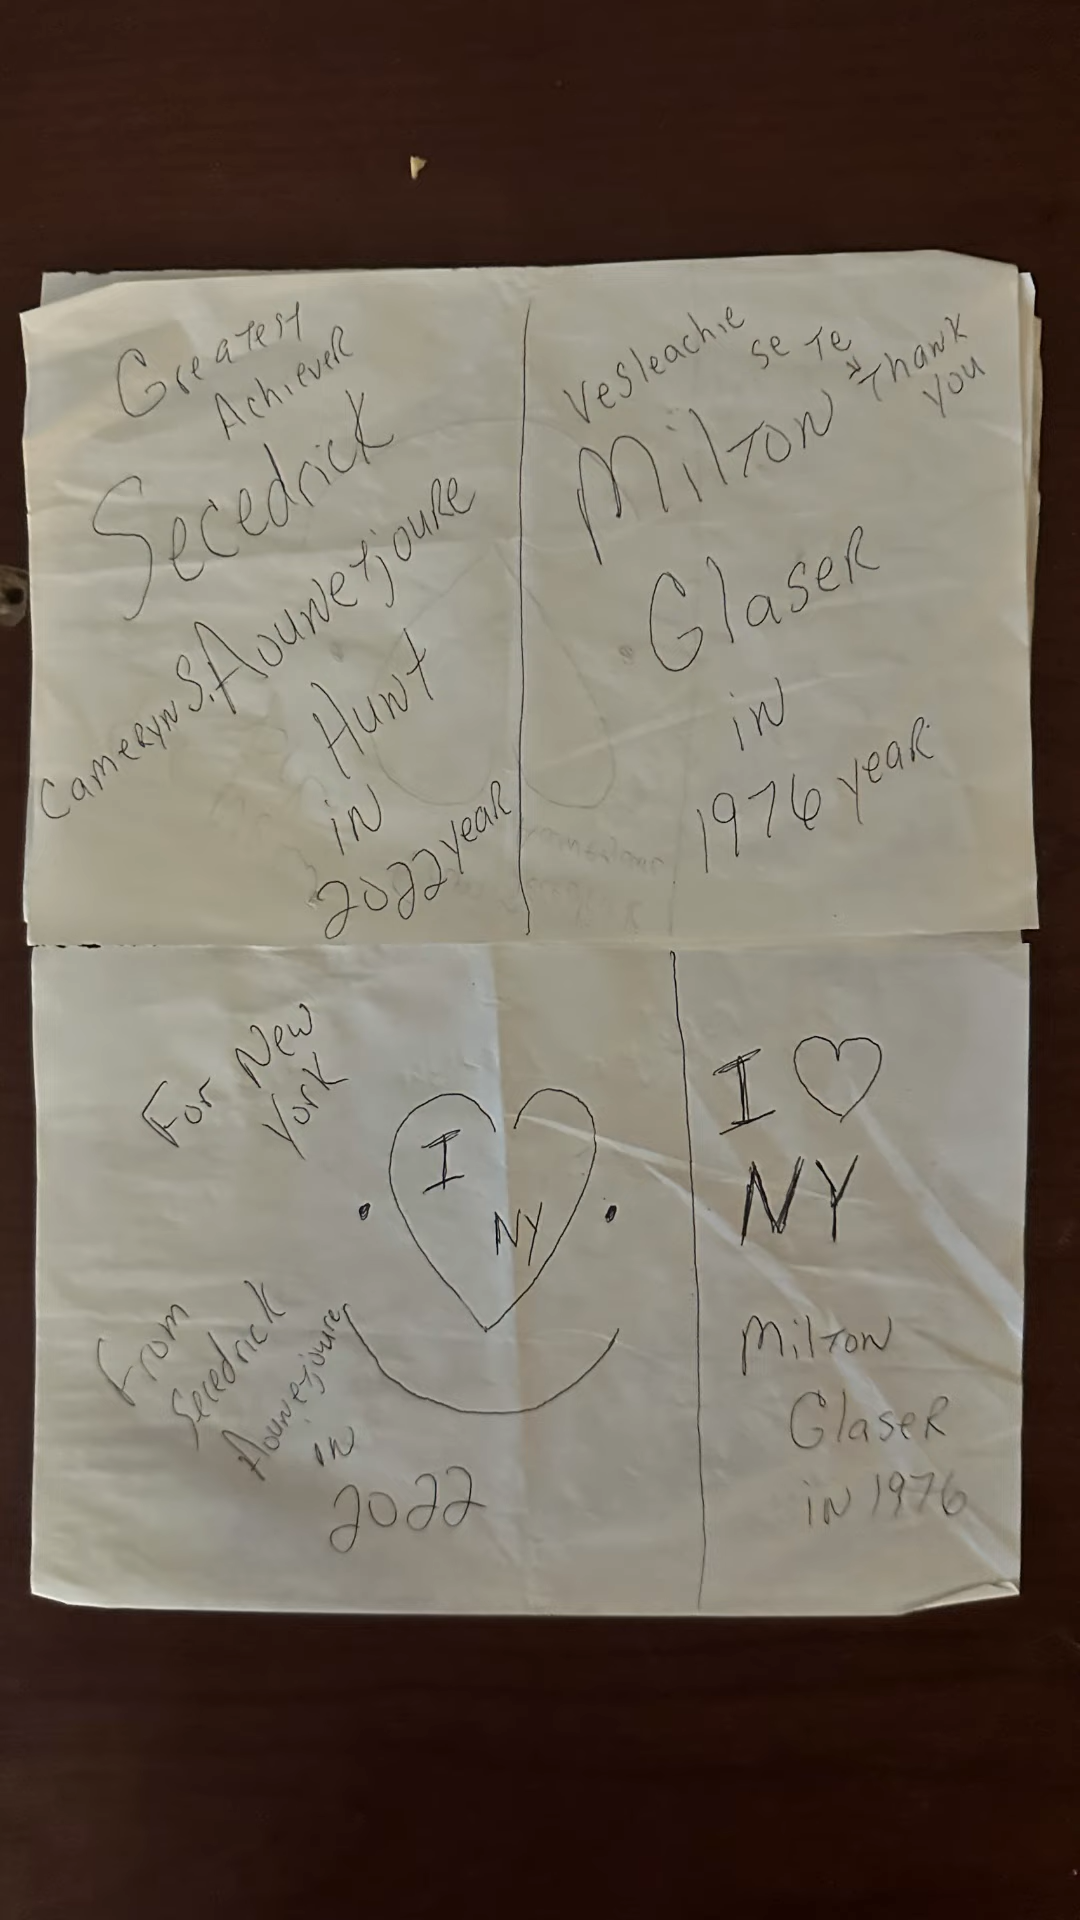 Greatest
Achiever
Secedrick
Cameryn S. Aounetjoure
Hunt
in
2022 year
Vesleachie
se Te
Thank
you
Milton
Glaser
in
1976 year
For New
York
I
NY
From
Secedrick
Aounetjoure
in
2022
I ♡
NY
Milton
Glaser
in 1976